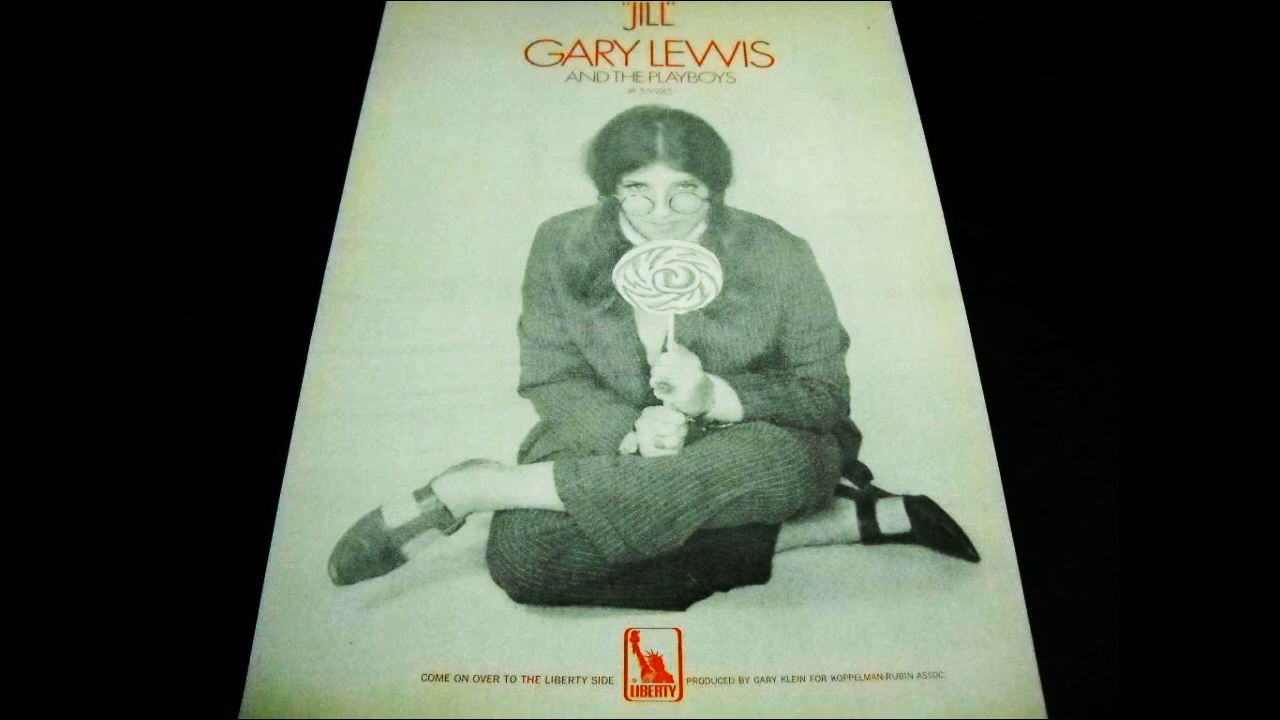 "JILL"
GARY LEWIS
AND THE PLAYBOYS
# 55985
COME ON OVER TO THE LIBERTY SIDE
LIBERTY
PRODUCED BY GARY KLEIN FOR KOPPELMAN-RUBIN ASSOC.